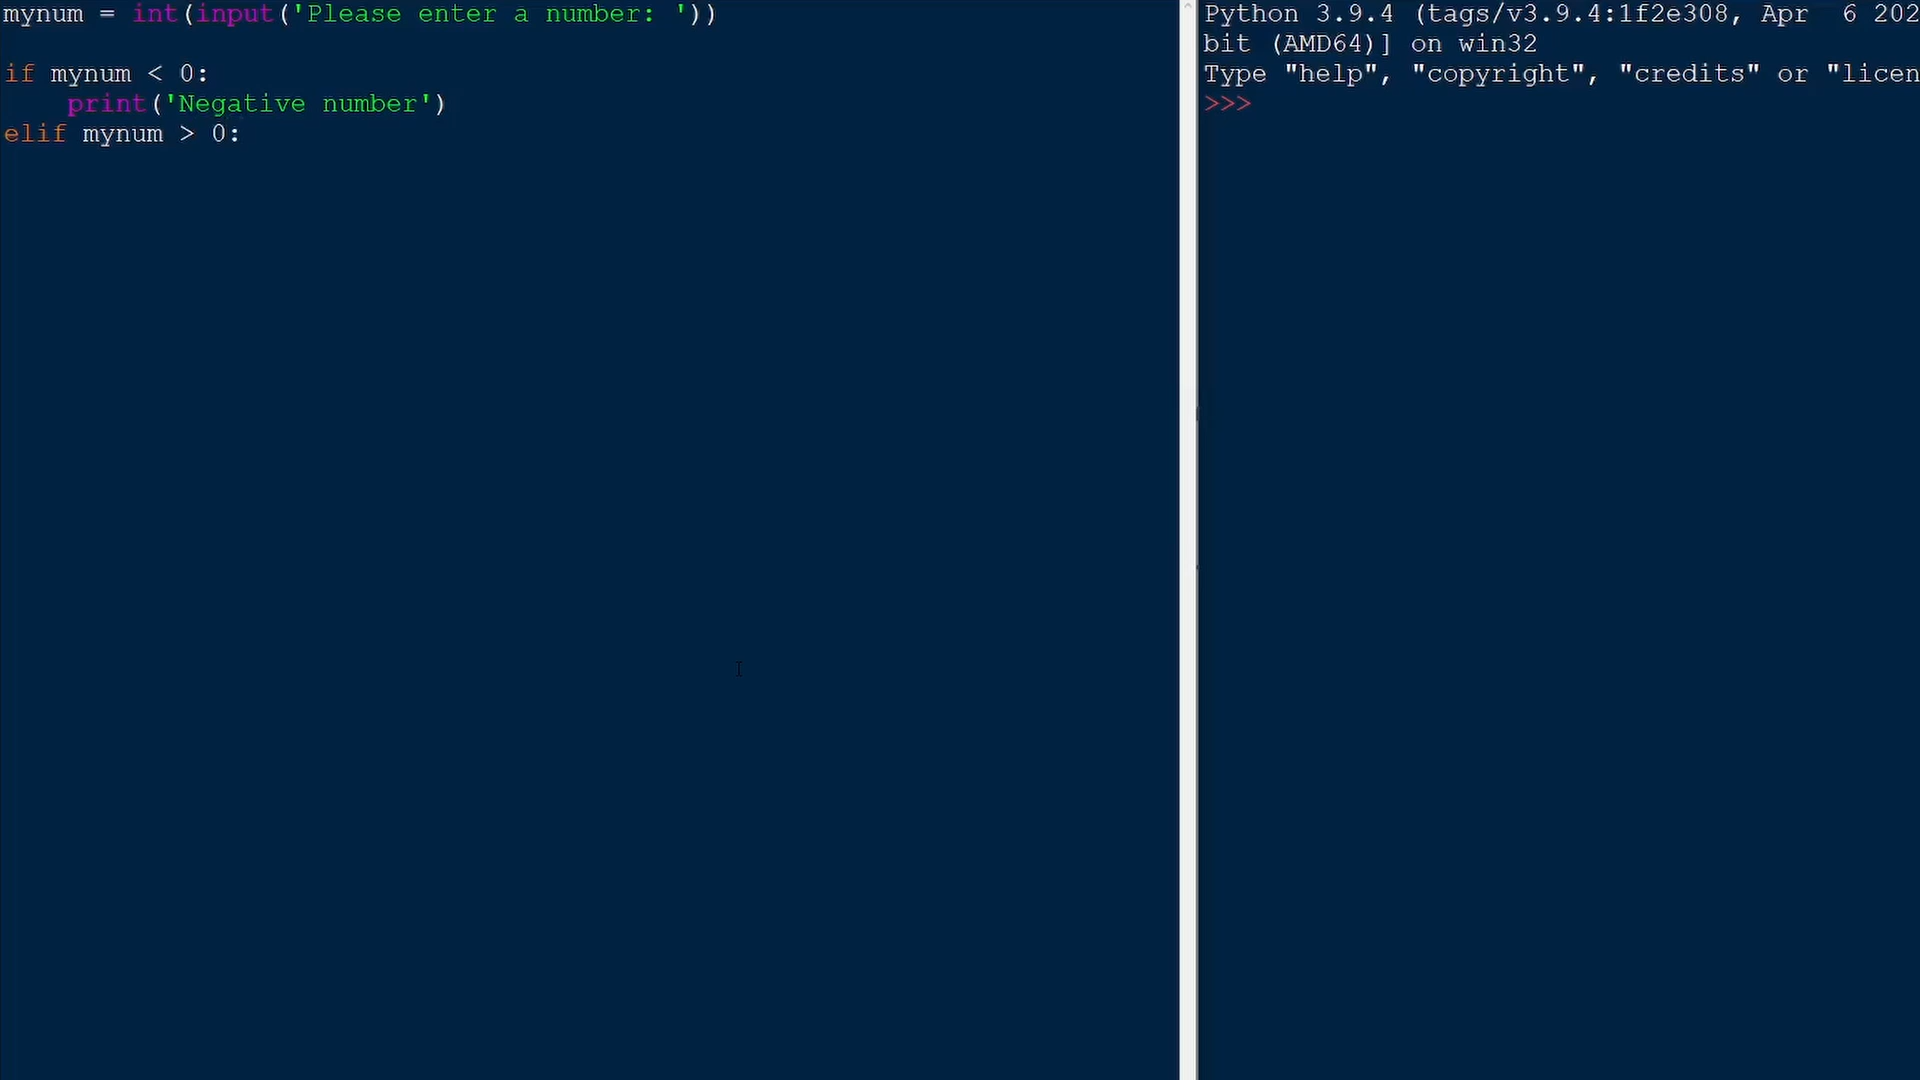 mynum = int(input('Please enter a number: '))
if mynum < 0:
    print('Negative number')
elif mynum > 0:
Python 3.9.4 (tags/v3.9.4:1f2e308, Apr  6 202
bit (AMD64)] on win32
Type "help", "copyright", "credits" or "licen
>>>